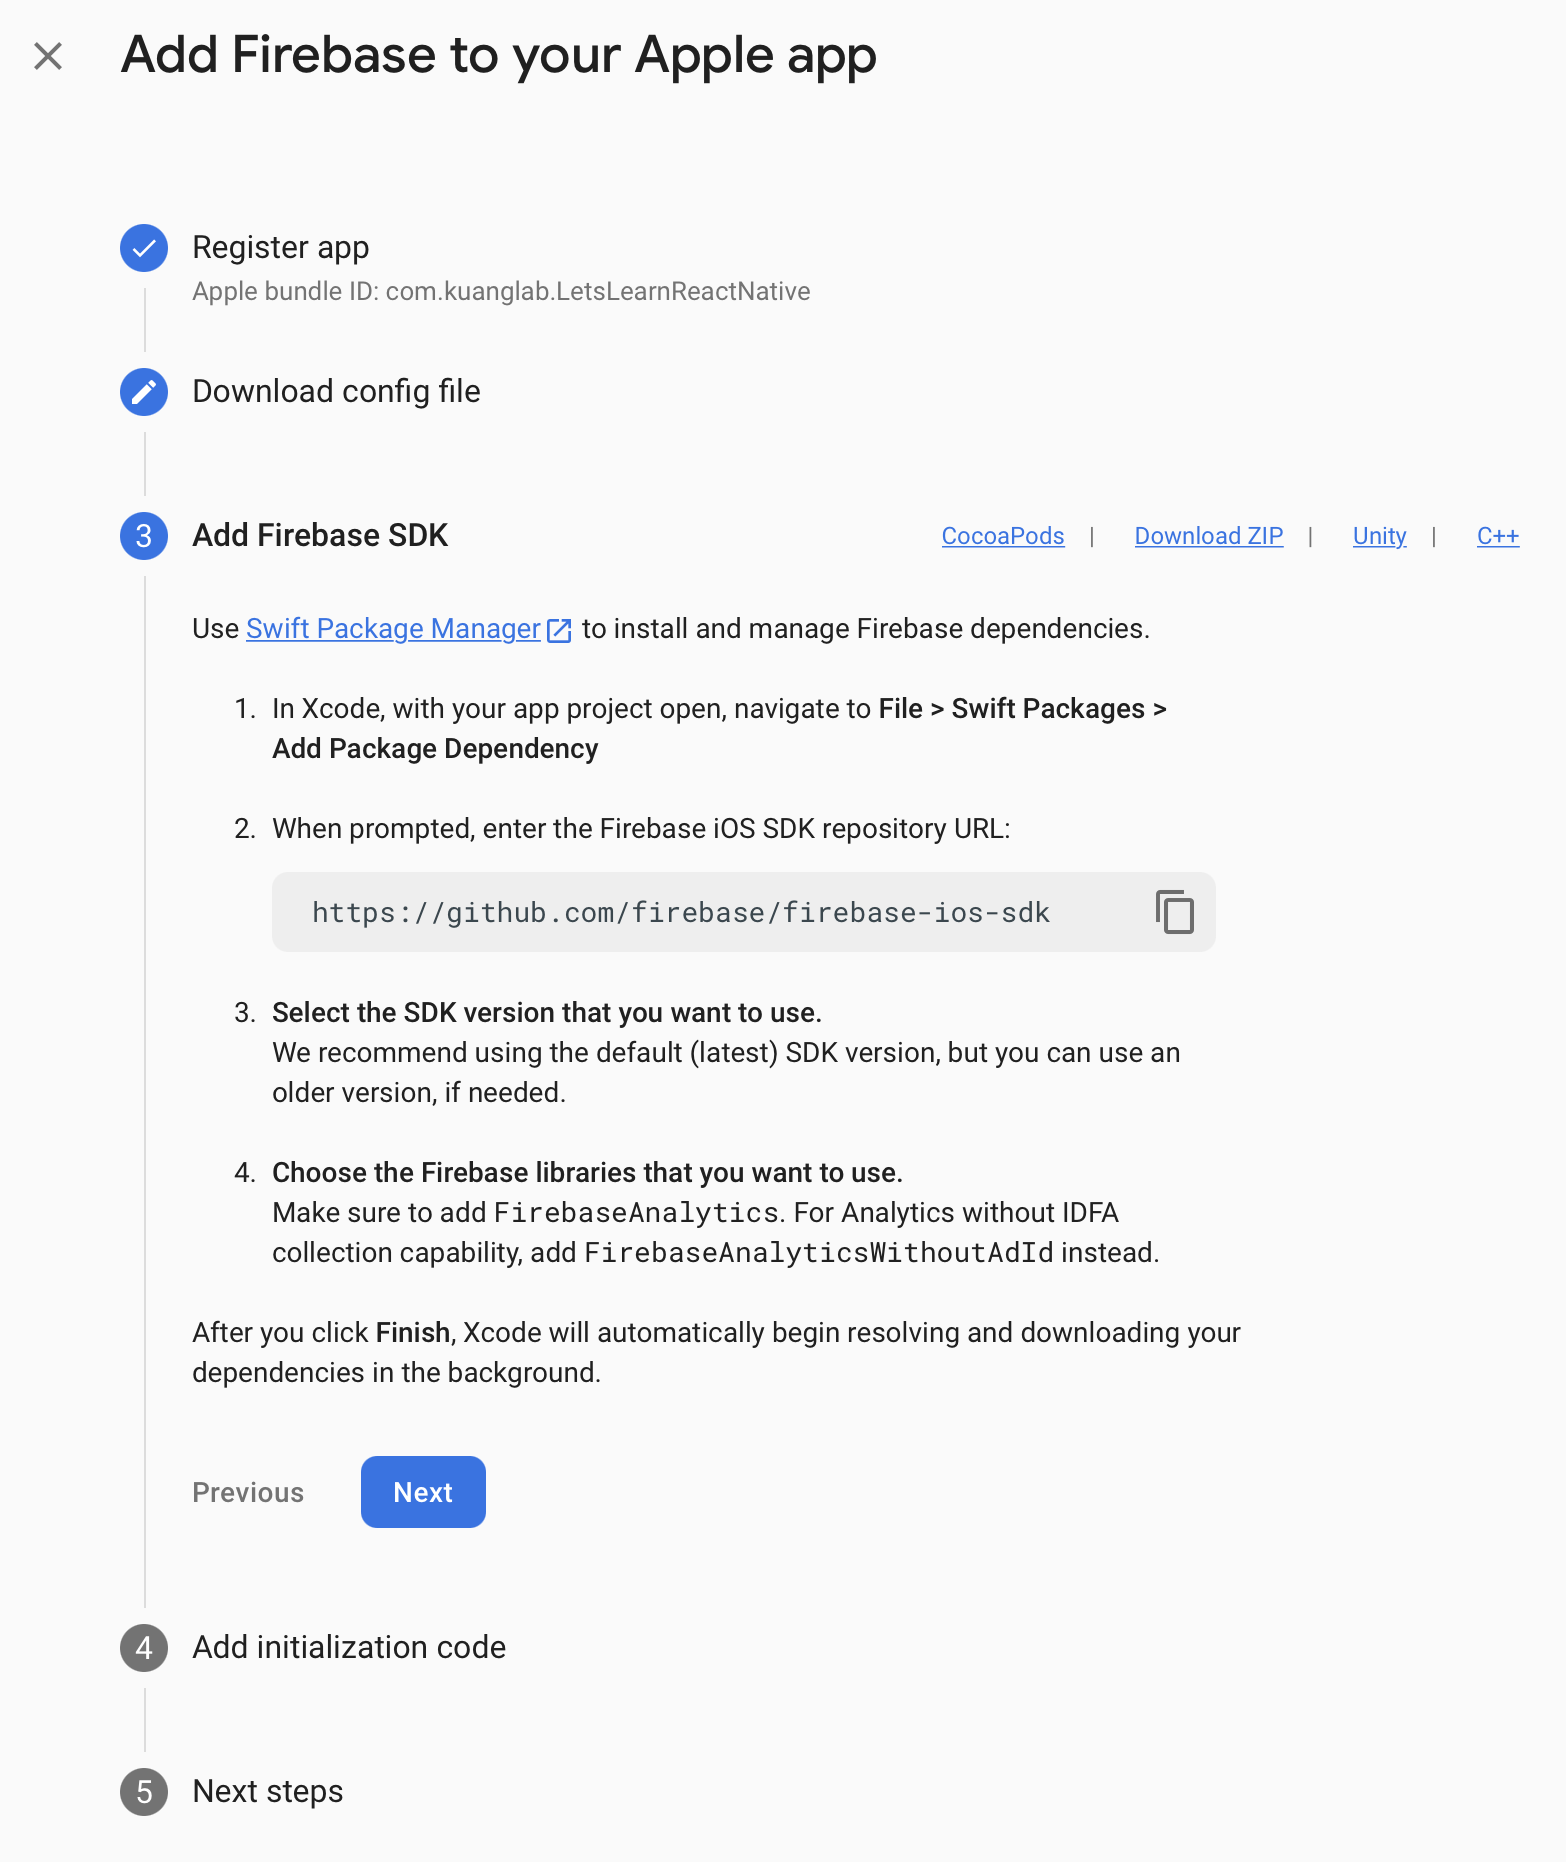 Add Firebase to your Apple app
Register app
Apple bundle ID: com.kuanglab.LetsLearnReactNative
Download config file
3 Add Firebase SDK CocoaPods | Download ZIP | Unity | C++
Use Swift Package Manager to install and manage Firebase dependencies.
1. In Xcode, with your app project open, navigate to File > Swift Packages >
Add Package Dependency
2. When prompted, enter the Firebase iOS SDK repository URL:
https://github.com/firebase/firebase-ios-sdk
3. Select the SDK version that you want to use.
We recommend using the default (latest) SDK version, but you can use an
older version, if needed.
4. Choose the Firebase libraries that you want to use.
Make sure to add FirebaseAnalytics. For Analytics without IDFA
collection capability, add FirebaseAnalyticsWithoutAdId instead.
After you click Finish, Xcode will automatically begin resolving and downloading your
dependencies in the background.
Previous Next
4 Add initialization code
5 Next steps